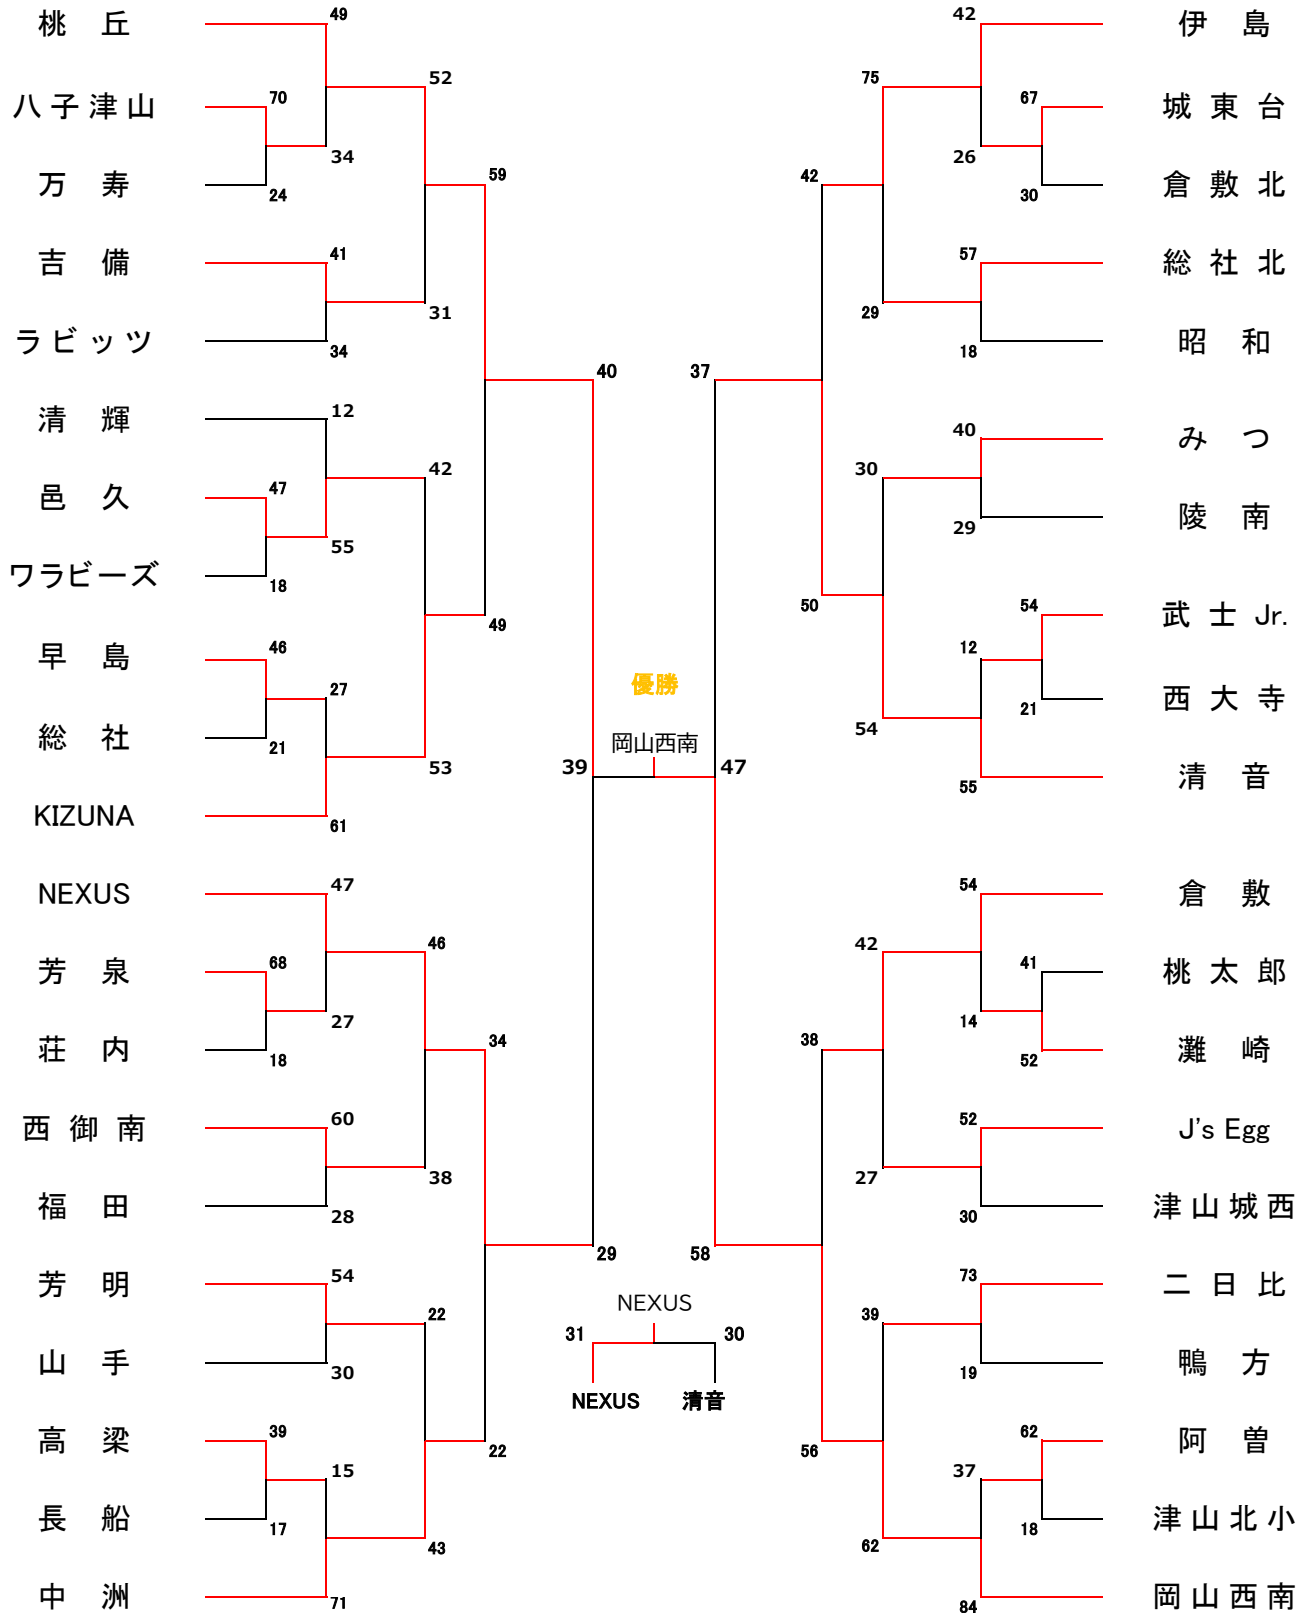 桃丘
49
52
八子津山
70
34
59
万寿
24
吉備
41
31
ラビッツ
34
40
清輝
12
42
邑久
47
55
ワラビーズ
18
49
早島
46
27
総社
21
53
KIZUNA
61
NEXUS
47
46
芳泉
68
27
荘内
18
34
西御南
60
38
福田
28
29
芳明
54
22
山手
30
高梁
39
15
22
長船
17
43
中洲
71
優勝
岡山西南
39
47
NEXUS
31
30
NEXUS
清音
42
伊島
75
67
城東台
26
42
30
倉敷北
57
総社北
29
18
昭和
37
40
みつ
30
29
陵南
50
54
武士Jr.
12
21
西大寺
54
55
清音
54
倉敷
42
41
桃太郎
14
38
52
灘崎
52
J's Egg
27
30
津山城西
58
73
二日比
39
19
鴨方
56
62
阿曽
37
18
津山北小
62
84
岡山西南